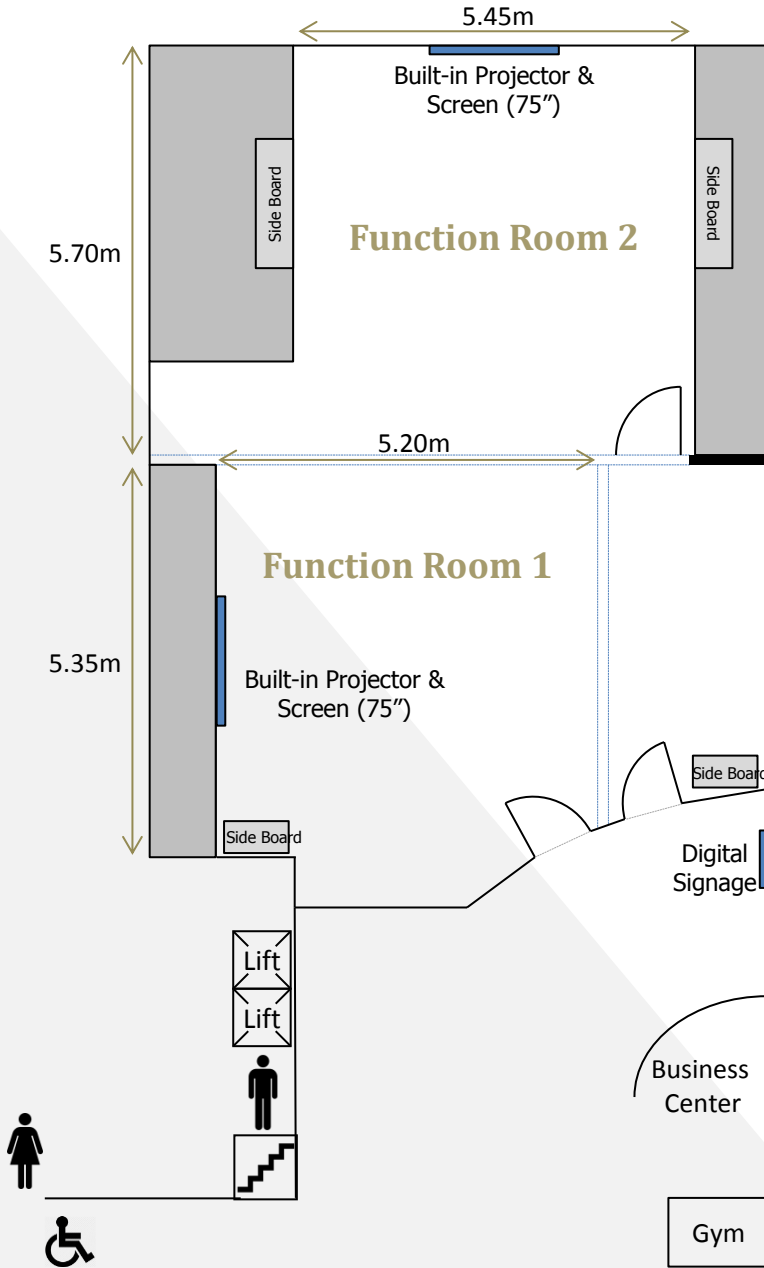 5.45m
Built-in Projector &
Screen (75”)
Side Board
Side Board
Function Room 2
5.70m
5.20m
Function Room 1
5.35m
Built-in Projector &
Screen (75”)
Side Board
Side Board
Digital
Signage
Lift
Lift
Business
Center
Gym